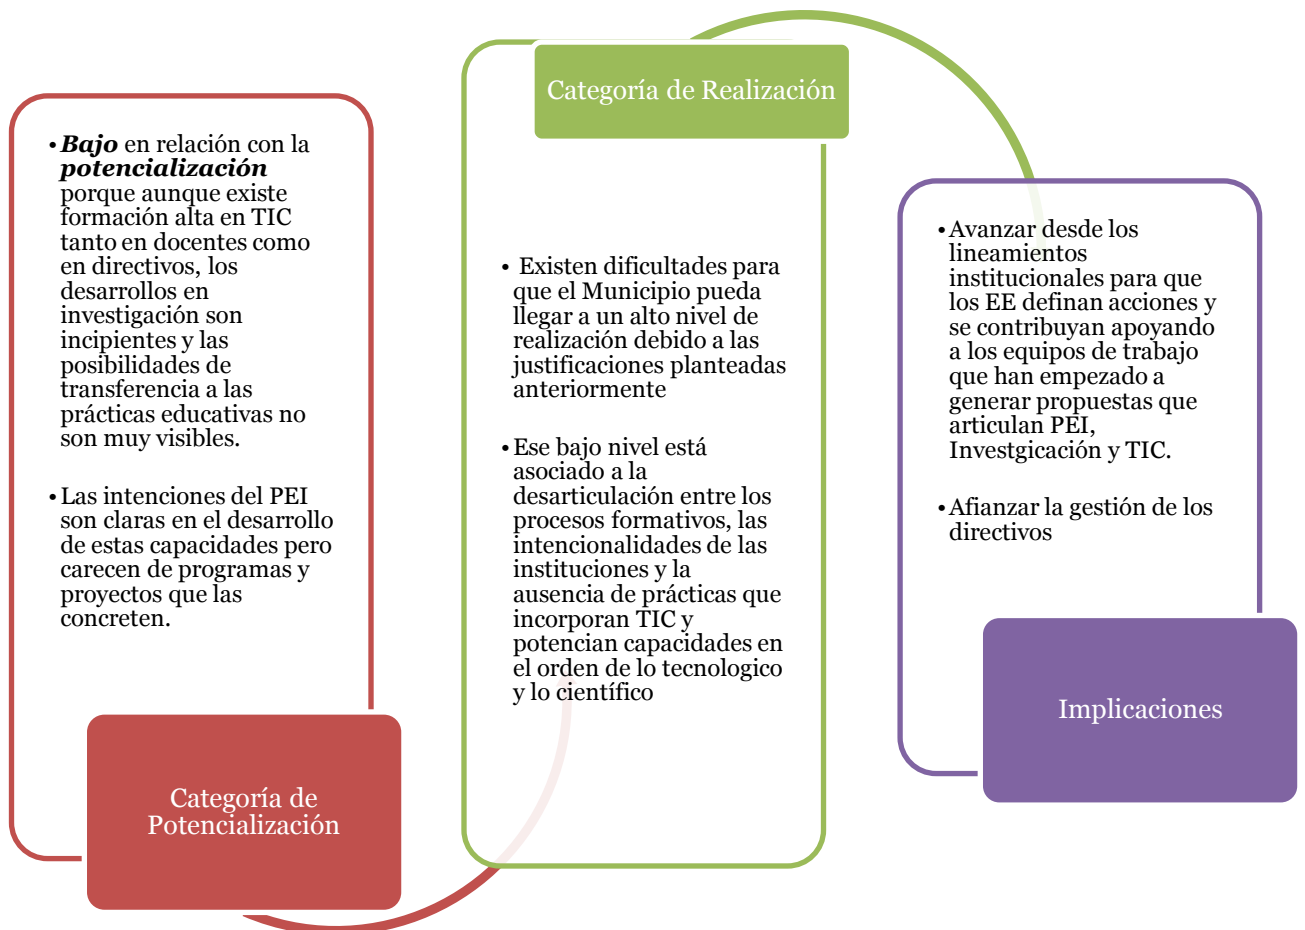 •Bajo en relación con la
potencialización
porque aunque existe
formación alta en TIC
tanto en docentes como
en directivos, los
desarrollos en
investigación son
incipientes y las
posibilidades de
transferencia a las
prácticas educativas no
son muy visibles.
•Las intenciones del PEI
son claras en el desarrollo
de estas capacidades pero
carecen de programas y
proyectos que las
concreten.
Categoría de
Potencialización
Categoría de Realización
• Existen dificultades para
que el Municipio pueda
llegar a un alto nivel de
realización debido a las
justificaciones planteadas
anteriormente
•Ese bajo nivel está
asociado a la
desarticulación entre los
procesos formativos, las
intencionalidades de las
instituciones y la
ausencia de prácticas que
incorporan TIC y
potencian capacidades en
el orden de lo tecnologico
y lo científico
•Avanzar desde los
lineamientos
institucionales para que
los EE definan acciones y
se contribuyan apoyando
a los equipos de trabajo
que han empezado a
generar propuestas que
articulan PEI,
Investgicación y TIC.
•Afianzar la gestión de los
directivos
Implicaciones